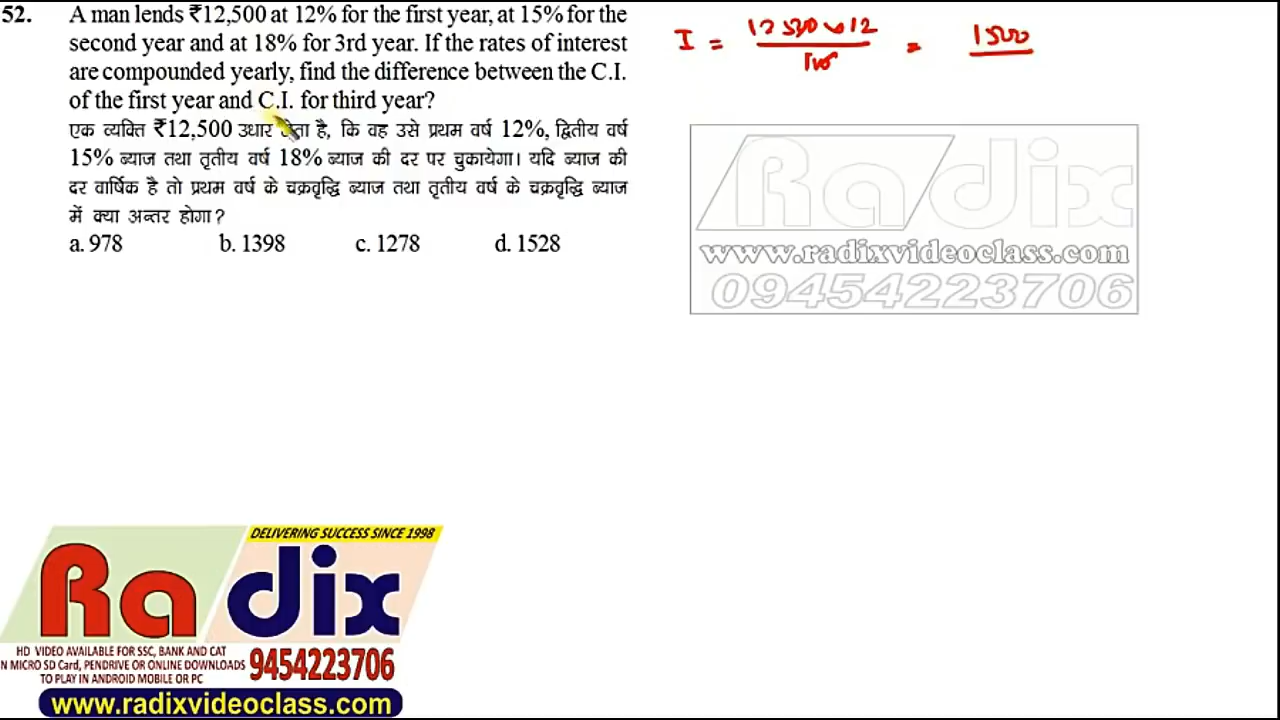 52. A man lends ₹12,500 at 12% for the first year, at 15% for the
second year and at 18% for 3rd year. If the rates of interest
are compounded yearly, find the difference between the C.I.
of the first year and C.I. for third year?
एक व्यक्ति ₹12,500 उधार है, कि वह उसे प्रथम वर्ष 12%, द्वितीय वर्ष
15% ब्याज तथा तृतीय वर्ष 18% ब्याज की दर पर चुकायेगा। यदि ब्याज की
दर वार्षिक है तो प्रथम वर्ष के चक्रवृद्धि ब्याज तथा तृतीय वर्ष के चक्रवृद्धि ब्याज
में क्या अन्तर होगा?
a. 978 b. 1398 c. 1278 d. 1528
I = 12500 × 12 = 1500
100
Radix
www.radixvideoclass.com
09454223706
DELIVERING SUCCESS SINCE 1998
Radix
HD VIDEO AVAILABLE FOR SSC, BANK AND CAT
N MICRO SD Card, PENDRIVE OR ONLINE DOWNLOADS
TO PLAY IN ANDROID MOBILE OR PC
9454223706
www.radixvideoclass.com